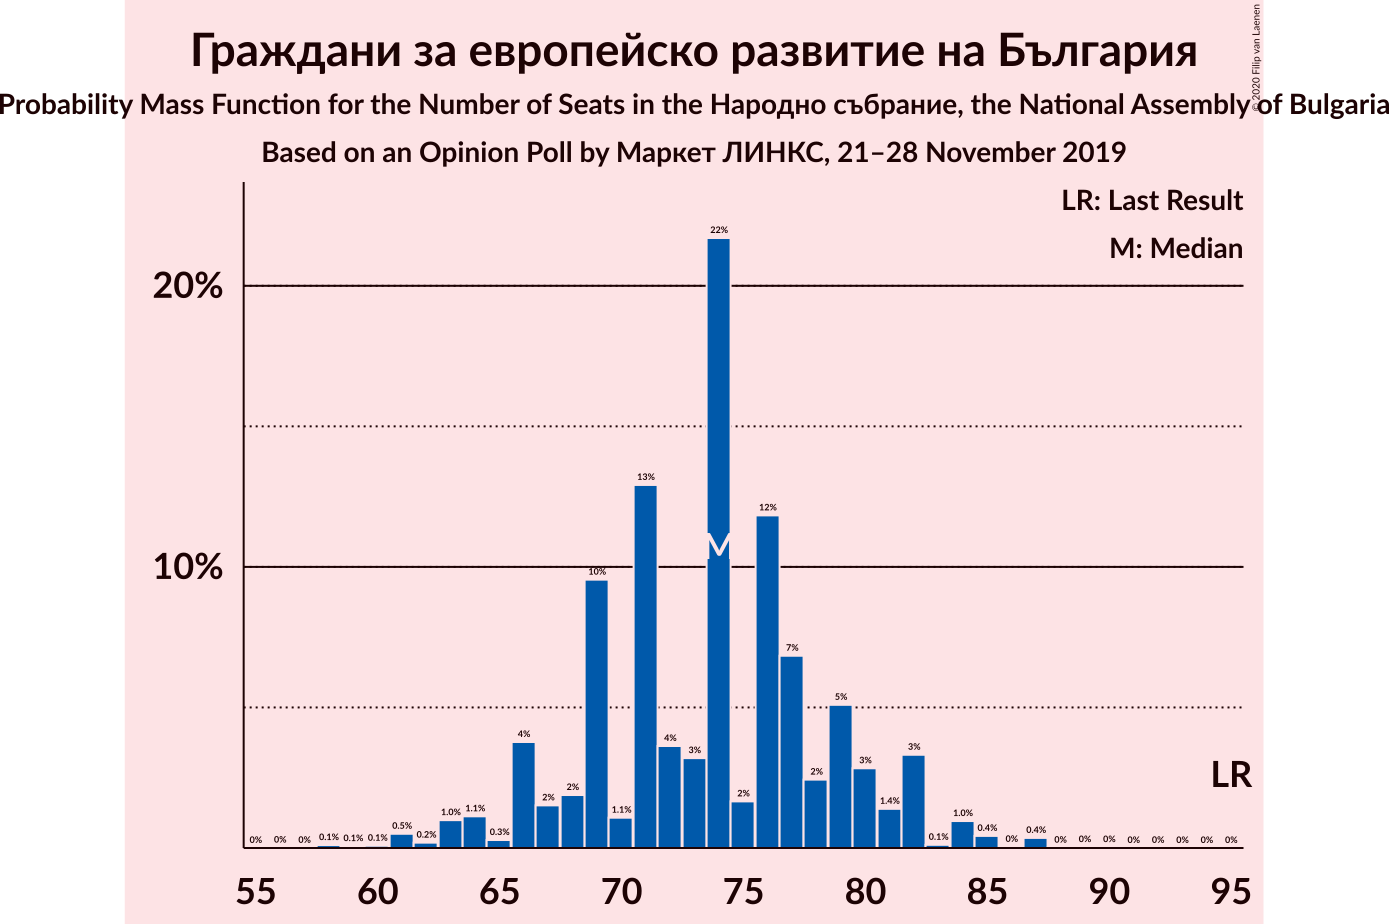 Граждани за европейско развитие на България
Probability Mass Function for the Number of Seats in the Народно събрание, the National Assembly of Bulgaria
Based on an Opinion Poll by Маркет ЛИНКС, 21–28 November 2019
© 2020 Filip van Laenen
LR: Last Result
M: Median
20%
10%
0% 0% 0% 0.1% 0.1% 0.1% 0.5% 0.2% 1.0% 1.1% 0.3% 4% 2% 2% 10% 1.1% 13% 4% 3% 22% 2% 12% 7% 2% 5% 3% 1.4% 3% 0.1% 1.0% 0.4% 0% 0.4% 0% 0% 0% 0% 0% 0% 0% 0%
M
LR
55 60 65 70 75 80 85 90 95